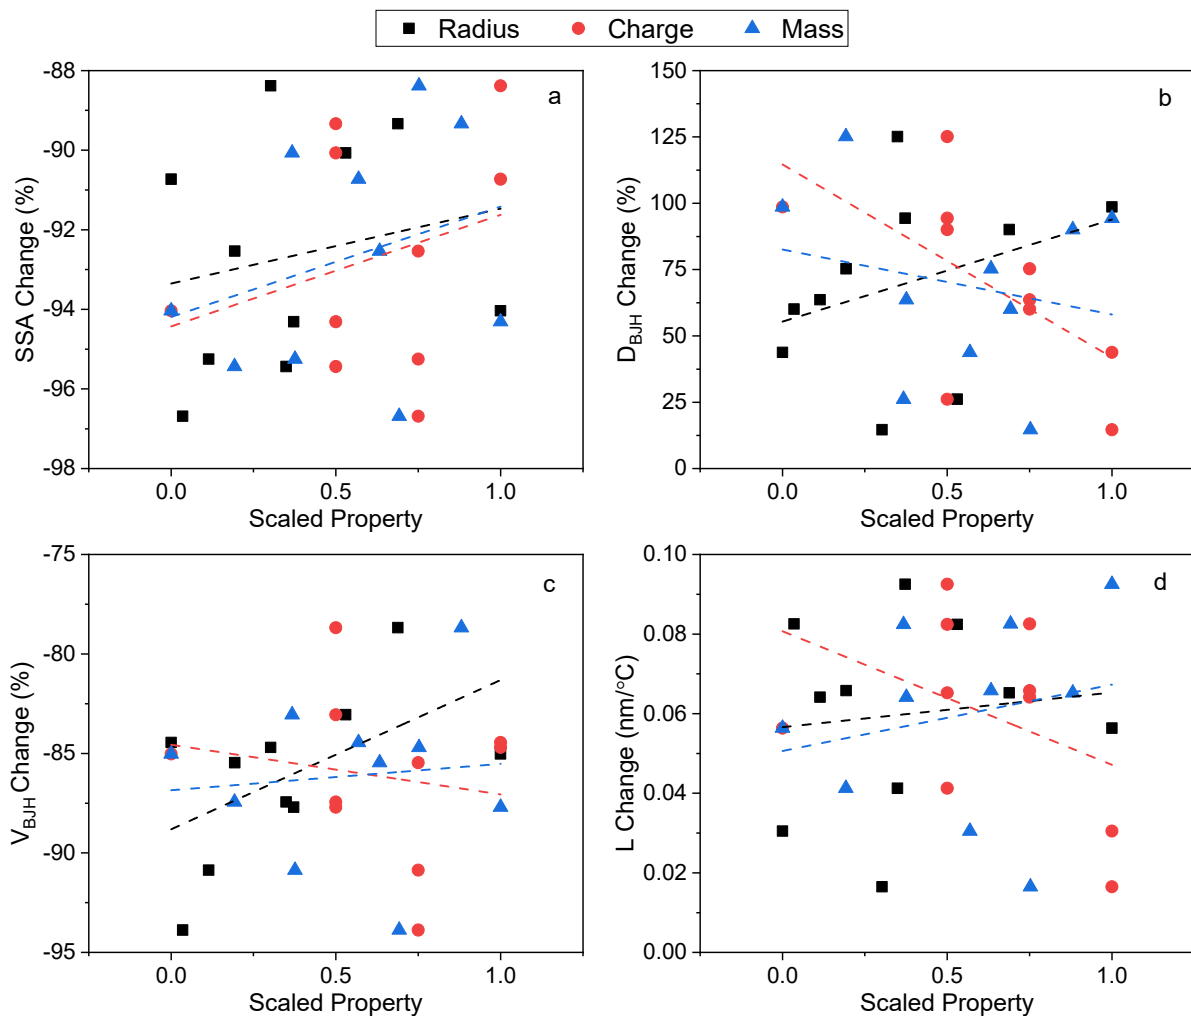 Radius Charge Mass
-88
-90
-92
-94
-96
-98
SSA Change (%)
a
0.0 0.5 1.0
Scaled Property
150
125
100
75
50
25
0
D_BJH Change (%)
b
0.0 0.5 1.0
Scaled Property
-75
-80
-85
-90
-95
V_BJH Change (%)
c
0.0 0.5 1.0
Scaled Property
0.10
0.08
0.06
0.04
0.02
0.00
L Change (nm/°C)
d
0.0 0.5 1.0
Scaled Property